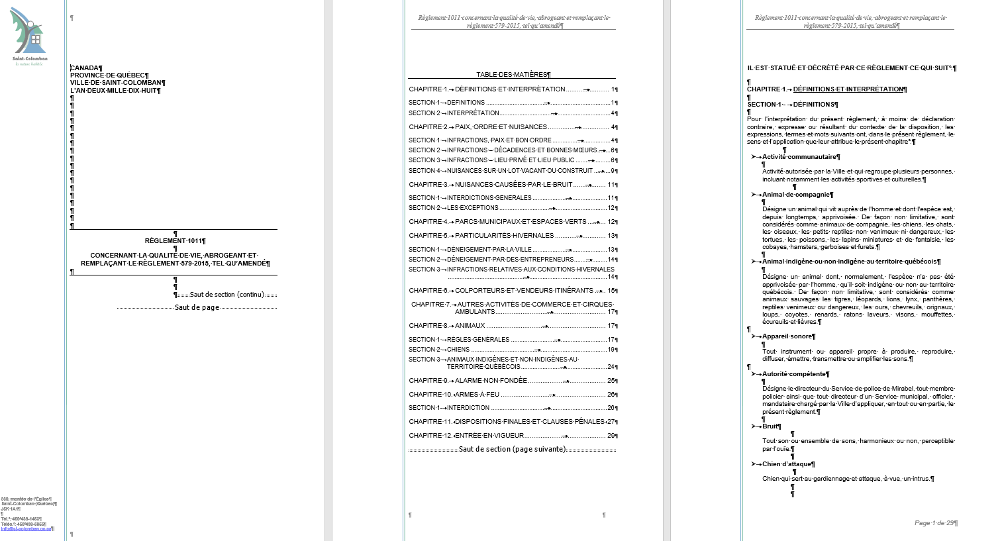 Saint-Colomban
la nature habitée
CANADA¶
PROVINCE·DE·QUÉBEC¶
VILLE·DE·SAINT-COLOMBAN¶
L'AN·DEUX·MILLE·DIX-HUIT¶
RÈGLEMENT·1011¶
CONCERNANT·LA·QUALITÉ·DE·VIE,·ABROGEANT·ET·
REMPLAÇANT·LE·RÈGLEMENT·579-2015,·TEL·QU'AMENDÉ¶
Saut de section (continu)
Saut de page
330,·montée·de·l'Église¶
Saint-Colomban·(Québec)¶
J5K·1A1¶
Tél.°:·450°436-1453¶
Téléc.°:·450°436-5955¶
info@st-colomban.qc.ca¶
Règlement·1011·concernant·la·qualité·de·vie,·abrogeant·et·remplaçant·le·
règlement·579-2015,·tel·qu'amendé¶
TABLE·DES·MATIÈRES¶
CHAPITRE·1.→DÉFINITIONS·ET·INTERPRÉTATION→1¶
SECTION·1·→DEFINITIONS→1¶
SECTION·2·→INTERPRÉTATION→4¶
CHAPITRE·2.→PAIX,·ORDRE·ET·NUISANCES→4¶
SECTION·1·→INFRACTIONS,·PAIX·ET·BON·ORDRE→4¶
SECTION·2·→INFRACTIONS·–·DÉCADENCES·ET·BONNES·MŒURS→6¶
SECTION·3·→INFRACTIONS·–·LIEU·PRIVÉ·ET·LIEU·PUBLIC→6¶
SECTION·4·→NUISANCES·SUR·UN·LOT·VACANT·OU·CONSTRUIT→9¶
CHAPITRE·3.→NUISANCES·CAUSÉES·PAR·LE·BRUIT→11¶
SECTION·1·→INTERDICTIONS·GENERALES→11¶
SECTION·2·→LES·EXCEPTIONS→12¶
CHAPITRE·4.→PARCS·MUNICIPAUX·ET·ESPACES·VERTS→12¶
CHAPITRE·5.→PARTICULARITÉS·HIVERNALES→13¶
SECTION·1·→DÉNEIGEMENT·PAR·LA·VILLE→13¶
SECTION·2·→DÉNEIGEMENT·PAR·DES·ENTREPRENEURS→14¶
SECTION·3·→INFRACTIONS·RELATIVES·AUX·CONDITIONS·HIVERNALES
→14¶
CHAPITRE·6.→COLPORTEURS·ET·VENDEURS·ITINÉRANTS→15¶
CHAPITRE·7.→AUTRES·ACTIVITÉS·DE·COMMERCE·ET·CIRQUES·
AMBULANTS→17¶
CHAPITRE·8.→ANIMAUX→17¶
SECTION·1·→RÈGLES·GÉNÉRALES→17¶
SECTION·2·→CHIENS→19¶
SECTION·3·→ANIMAUX·INDIGÈNES·ET·NON·INDIGÈNES·AU·
TERRITOIRE·QUÉBÉCOIS→24¶
CHAPITRE·9.→ALARME·NON·FONDÉE→25¶
CHAPITRE·10.→ARMES·À·FEU→26¶
SECTION·1·→INTERDICTION→26¶
CHAPITRE·11.→DISPOSITIONS·FINALES·ET·CLAUSES·PÉNALES→27¶
CHAPITRE·12.→ENTRÉE·EN·VIGUEUR→29¶
Saut de section (page suivante)
Règlement·1011·concernant·la·qualité·de·vie,·abrogeant·et·remplaçant·le·
règlement·579-2015,·tel·qu'amendé¶
IL·EST·STATUÉ·ET·DÉCRÉTÉ·PAR·CE·RÈGLEMENT·CE·QUI·SUIT°:¶
CHAPITRE·1.→DÉFINITIONS·ET·INTERPRÉTATION¶
SECTION·1·-→DÉFINITIONS¶
Pour·l'interprétation·du·présent·règlement,·à·moins·de·déclaration·
contraire,·expresse·ou·résultant·du·contexte·de·la·disposition,·les·
expressions,·termes·et·mots·suivants·ont,·dans·le·présent·règlement,·le·
sens·et·l'application·que·leur·attribue·le·présent·chapitre°:¶
➢→Activité·communautaire¶
Activité·autorisée·par·la·Ville·et·qui·regroupe·plusieurs·personnes,·
incluant·notamment·les·activités·sportives·et·culturelles.¶
➢→Animal·de·compagnie¶
Désigne·un·animal·qui·vit·auprès·de·l'homme·et·dont·l'espèce·est,·
depuis·longtemps,·apprivoisée.·De·façon·non·limitative,·sont·
considérés·comme·animaux·de·compagnie,·les·chiens,·les·chats,·
les·oiseaux,·les·petits·reptiles·non·venimeux·ni·dangereux,·les·
tortues,·les·poissons,·les·lapins·miniatures·et·de·fantaisie,·les·
cobayes,·hamsters,·gerboises·et·furets.¶
➢→Animal·indigène·ou·non·indigène·au·territoire·québécois¶
Désigne·un·animal·dont,·normalement,·l'espèce·n'a·pas·été·
apprivoisée·par·l'homme,·qu'il·soit·indigène·ou·non·au·territoire·
québécois.·De·façon·non·limitative,·sont·considérés·comme·
animaux·sauvages·les·tigres,·léopards,·lions,·lynx,·panthères,·
reptiles·venimeux·ou·dangereux,·les·ours,·chevreuils,·orignaux,·
loups,·coyotes,·renards,·ratons·laveurs,·visons,·mouffettes,·
écureuils·et·lièvres.¶
➢→Appareil·sonore¶
Tout·instrument·ou·appareil·propre·à·produire,·reproduire,·
diffuser,·émettre,·transmettre·ou·amplifier·les·sons.¶
➢→Autorité·compétente¶
Désigne·le·directeur·du·Service·de·police·de·Mirabel,·tout·membre·
policier·ainsi·que·tout·directeur·d'un·Service·municipal,·officier,·
mandataire·chargé·par·la·Ville·d'appliquer,·en·tout·ou·en·partie,·le·
présent·règlement.¶
➢→Bruit¶
Tout·son·ou·ensemble·de·sons,·harmonieux·ou·non,·perceptible·
par·l'ouïe.¶
➢→Chien·d'attaque¶
Chien·qui·sert·au·gardiennage·et·attaque,·à·vue,·un·intrus.¶
Page·1·de·29¶